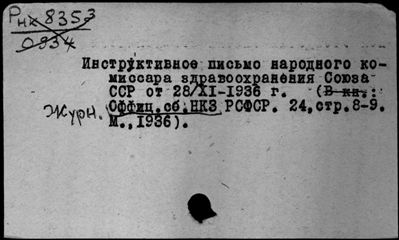 Рнк 8353
0934
Инструктивное письмо народного ко-
миссара здравоохранения Союза
ССР от 28/XI-1936 г. (В кн.:
Журн. Оффиц.сб.НКЗ РСФСР. 24,стр.8-9.
М.,1936).